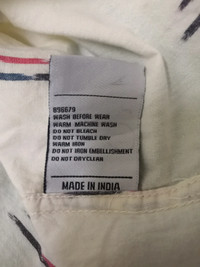 896679
WASH BEFORE WEAR
WARM MACHINE WASH
DO NOT BLEACH
DO NOT TUMBLE DRY
WARM IRON
DO NOT IRON EMBELLISHMENT
DO NOT DRYCLEAN
MADE IN INDIA